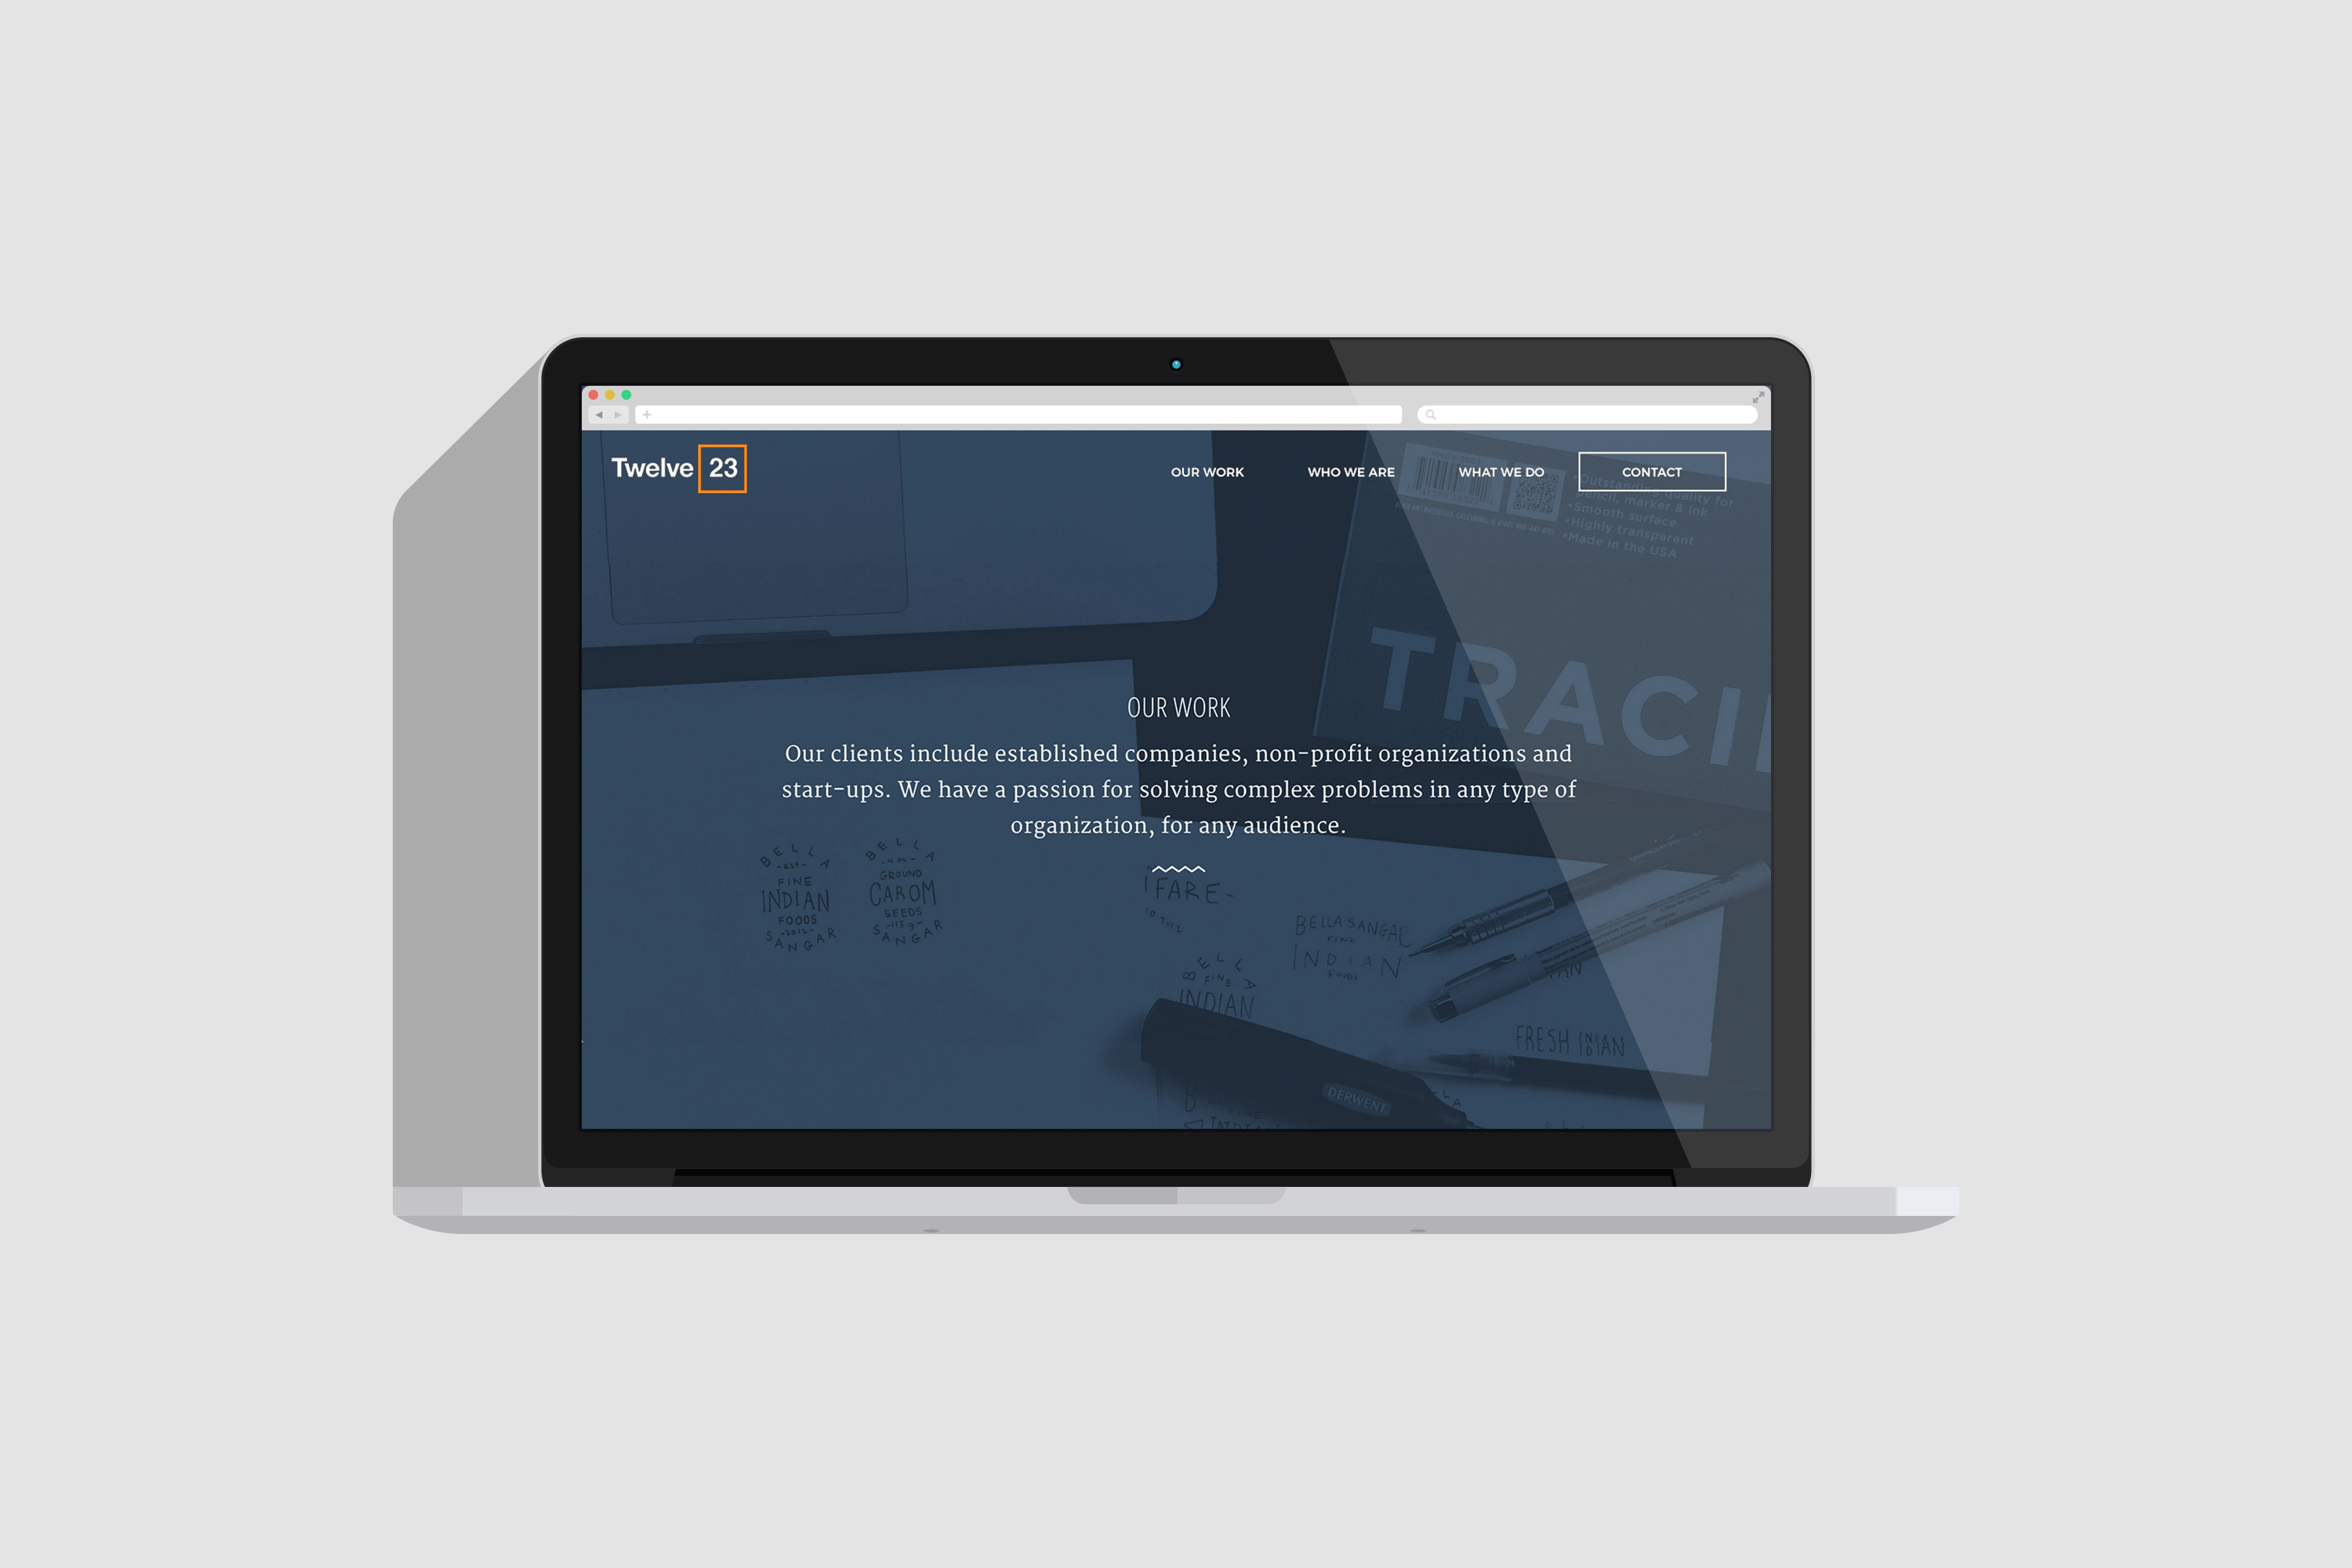 Twelve 23
OUR WORK
WHO WE ARE
WHAT WE DO
CONTACT
•Outstanding quality for
pencil, marker & ink
•Smooth surface
•Highly transparent
•Made in the USA
TRACI
OUR WORK
Our clients include established companies, non-profit organizations and
start-ups. We have a passion for solving complex problems in any type of
organization, for any audience.
BELLA
-EST-
FINE
INDIAN
FOODS
-2012-
SANGAR
BELLA
GROUND
CAROM
SEEDS
-117 g-
SANGAR
FARE-
2012
BELLA SANGAR
FINE
INDIAN
FOODS
BELLA
FINE
INDIAN
FRESH INDIAN
DERWENT